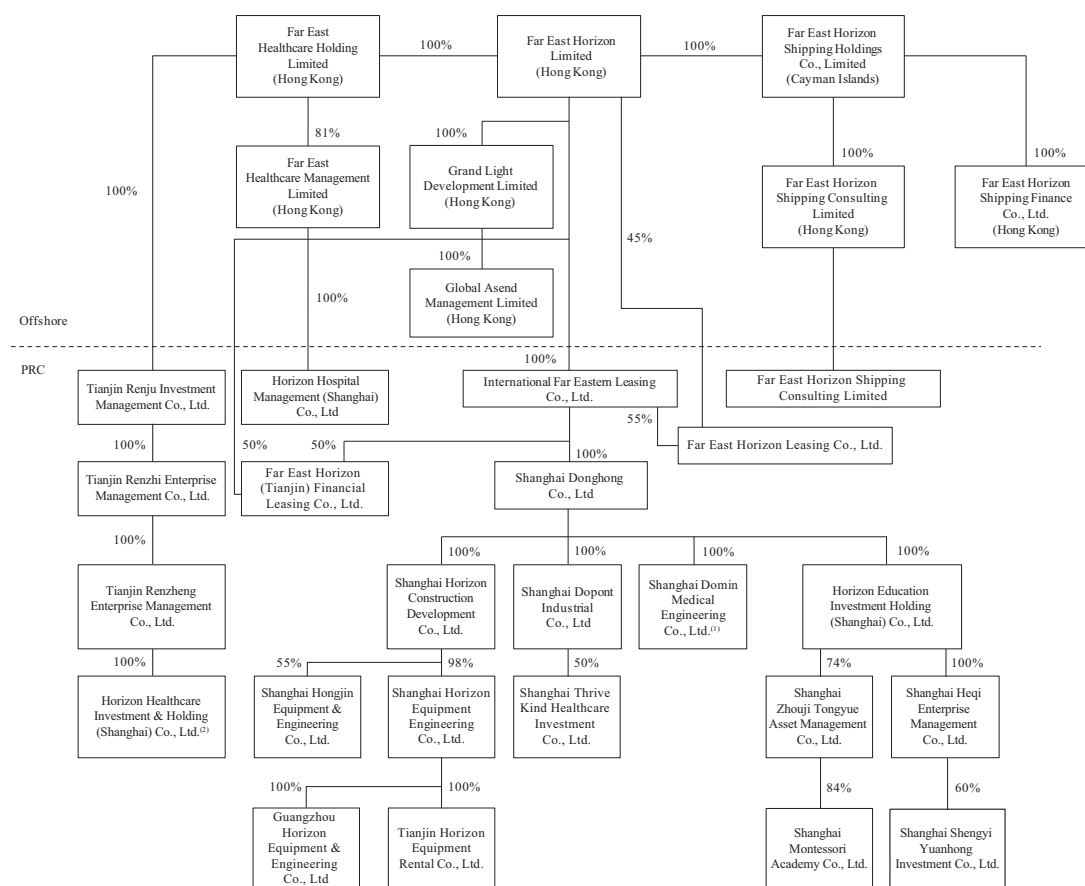 Far East
Healthcare Holding
Limited
(Hong Kong)
100%
Far East Horizon
Limited
(Hong Kong)
100%
Far East Horizon
Shipping Holdings
Co., Limited
(Cayman Islands)
81%
100%
100%
100%
100%
Far East
Healthcare Management
Limited
(Hong Kong)
Grand Light
Development Limited
(Hong Kong)
Far East Horizon
Shipping Consulting
Limited
(Hong Kong)
Far East Horizon
Shipping Finance
Co., Ltd.
(Hong Kong)
45%
100%
100%
Global Asend
Management Limited
(Hong Kong)
Offshore
PRC
100%
Tianjin Renju Investment
Management Co., Ltd.
Horizon Hospital
Management (Shanghai)
Co., Ltd
International Far Eastern Leasing
Co., Ltd.
Far East Horizon Shipping
Consulting Limited
55%
Far East Horizon Leasing Co., Ltd.
100%
50%
50%
100%
Tianjin Renzhi Enterprise
Management Co., Ltd.
Far East Horizon
(Tianjin) Financial
Leasing Co., Ltd.
Shanghai Donghong
Co., Ltd
100%
100%
100%
100%
100%
Tianjin Renzheng
Enterprise Management
Co., Ltd.
Shanghai Horizon
Construction
Development
Co., Ltd.
Shanghai Dopont
Industrial
Co., Ltd
Shanghai Domin
Medical
Engineering
Co., Ltd.(1)
Horizon Education
Investment Holding
(Shanghai) Co., Ltd.
100%
55%
98%
50%
74%
100%
Horizon Healthcare
Investment & Holding
(Shanghai) Co., Ltd.(2)
Shanghai Hongjin
Equipment &
Engineering
Co., Ltd.
Shanghai Horizon
Equipment
Engineering
Co., Ltd.
Shanghai Thrive
Kind Healthcare
Investment
Co., Ltd.
Shanghai
Zhouji Tongyue
Asset Management
Co., Ltd.
Shanghai Heqi
Enterprise
Management
Co., Ltd.
100%
100%
84%
60%
Guangzhou
Horizon
Equipment &
Engineering
Co., Ltd
Tianjin Horizon
Equipment
Rental Co., Ltd.
Shanghai
Montessori
Academy Co., Ltd.
Shanghai Shengyi
Yuanhong
Investment Co., Ltd.